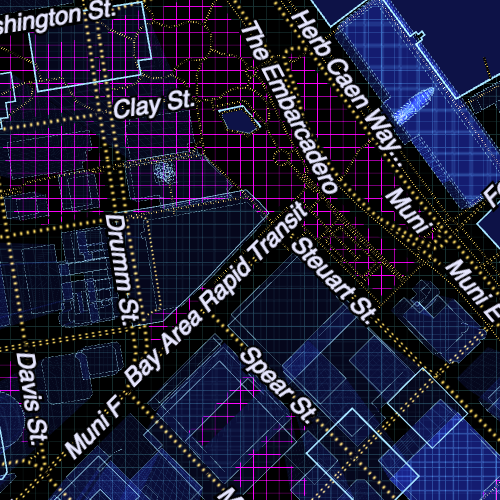 shington St.
Clay St.
The Embarcadero
Herb Caen Way...
Muni
E
Muni E
Drumm St.
Bay Area Rapid Transit
Steuart St.
Spear St.
Davis St.
Muni F
M